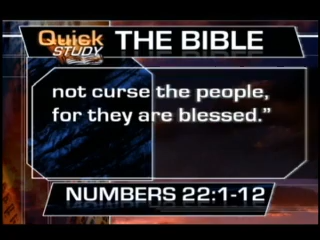 Quick
STUDY
THE BIBLE
not curse the people,
for they are blessed.”
NUMBERS 22:1-12